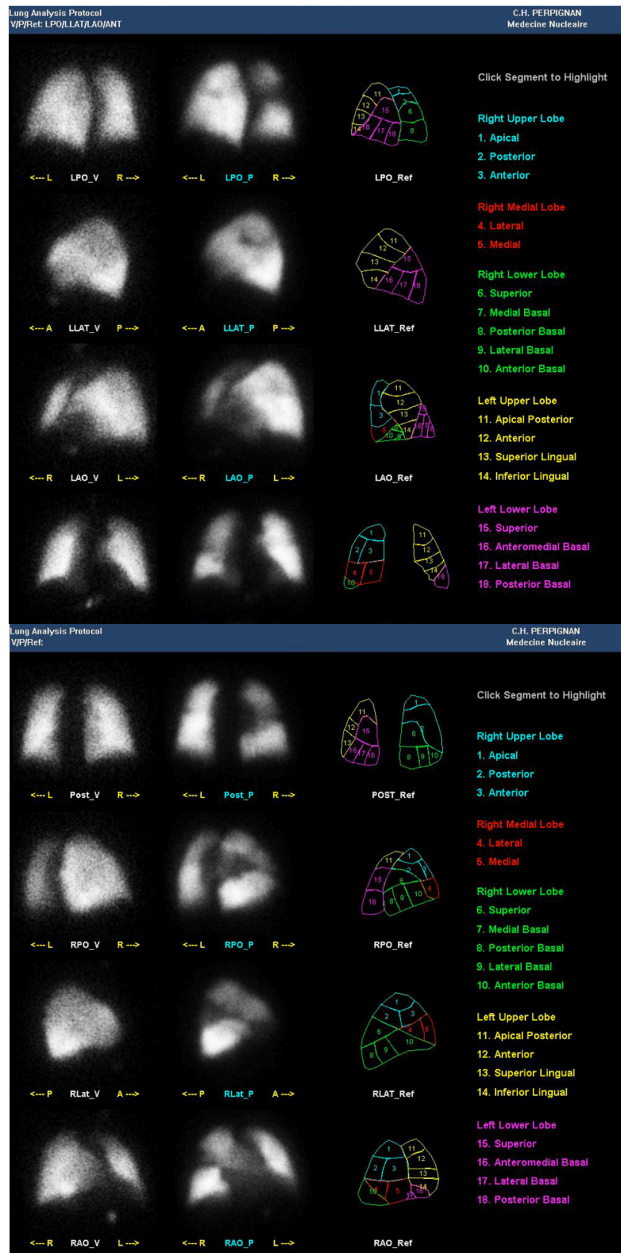 Lung Analysis Protocol
V/P/Ref: LPO/LLAT/LAO/ANT
C.H. PERPIGNAN
Medecine Nucleaire
Click Segment to Highlight
Right Upper Lobe
1. Apical
2. Posterior
3. Anterior
Right Medial Lobe
4. Lateral
5. Medial
Right Lower Lobe
6. Superior
7. Medial Basal
8. Posterior Basal
9. Lateral Basal
10. Anterior Basal
Left Upper Lobe
11. Apical Posterior
12. Anterior
13. Superior Lingual
14. Inferior Lingual
Left Lower Lobe
15. Superior
16. Anteromedial Basal
17. Lateral Basal
18. Posterior Basal
<--- L LPO_V R ---> <--- L LPO_P R ---> LPO_Ref
<--- A LLAT_V P ---> <--- A LLAT_P P ---> LLAT_Ref
<--- R LAO_V L ---> <--- R LAO_P L ---> LAO_Ref
Lung Analysis Protocol
V/P/Ref:
C.H. PERPIGNAN
Medecine Nucleaire
Click Segment to Highlight
Right Upper Lobe
1. Apical
2. Posterior
3. Anterior
Right Medial Lobe
4. Lateral
5. Medial
Right Lower Lobe
6. Superior
7. Medial Basal
8. Posterior Basal
9. Lateral Basal
10. Anterior Basal
Left Upper Lobe
11. Apical Posterior
12. Anterior
13. Superior Lingual
14. Inferior Lingual
Left Lower Lobe
15. Superior
16. Anteromedial Basal
17. Lateral Basal
18. Posterior Basal
<--- L Post_V R ---> <--- L Post_P R ---> POST_Ref
<--- L RPO_V R ---> <--- L RPO_P R ---> RPO_Ref
<--- P RLat_V A ---> <--- P RLat_P A ---> RLAT_Ref
<--- R RAO_V L ---> <--- R RAO_P L ---> RAO_Ref